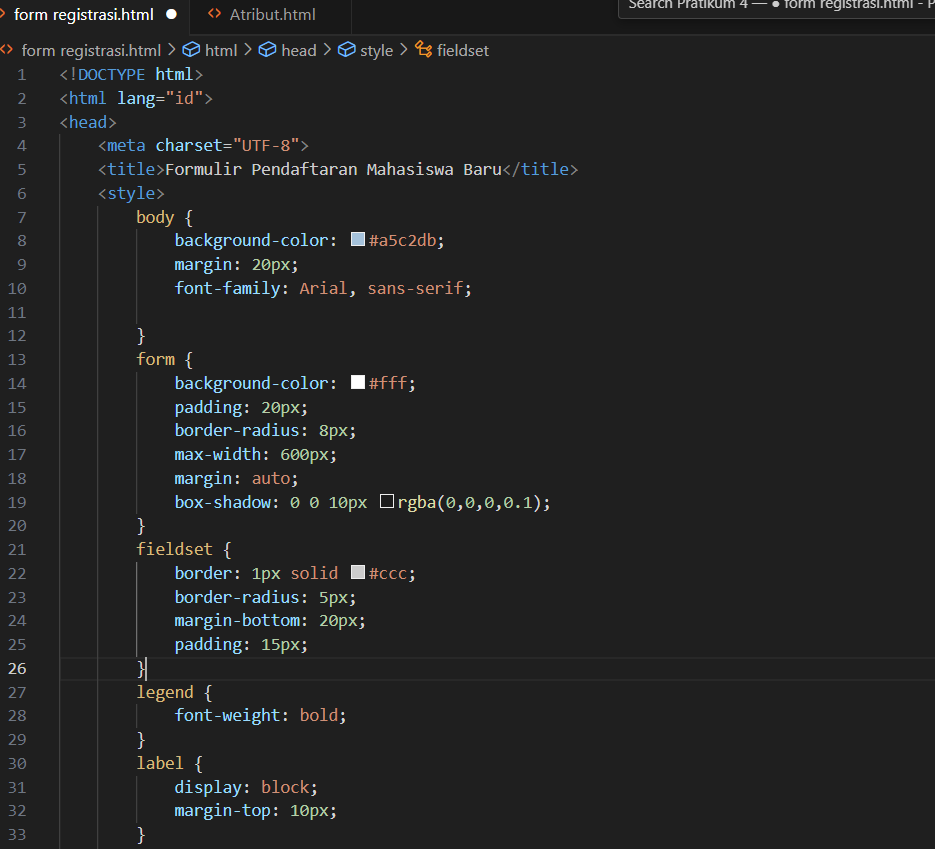 form registrasi.html ● <> Atribut.html
Search Pratikum 4 — ● form registrasi.html - P
<> form registrasi.html > html > head > style > fieldset
1 <!DOCTYPE html>
2 <html lang="id">
3 <head>
4 <meta charset="UTF-8">
5 <title>Formulir Pendaftaran Mahasiswa Baru</title>
6 <style>
7 body {
8 background-color: #a5c2db;
9 margin: 20px;
10 font-family: Arial, sans-serif;
11
12 }
13 form {
14 background-color: #fff;
15 padding: 20px;
16 border-radius: 8px;
17 max-width: 600px;
18 margin: auto;
19 box-shadow: 0 0 10px rgba(0,0,0,0.1);
20 }
21 fieldset {
22 border: 1px solid #ccc;
23 border-radius: 5px;
24 margin-bottom: 20px;
25 padding: 15px;
26 }
27 legend {
28 font-weight: bold;
29 }
30 label {
31 display: block;
32 margin-top: 10px;
33 }